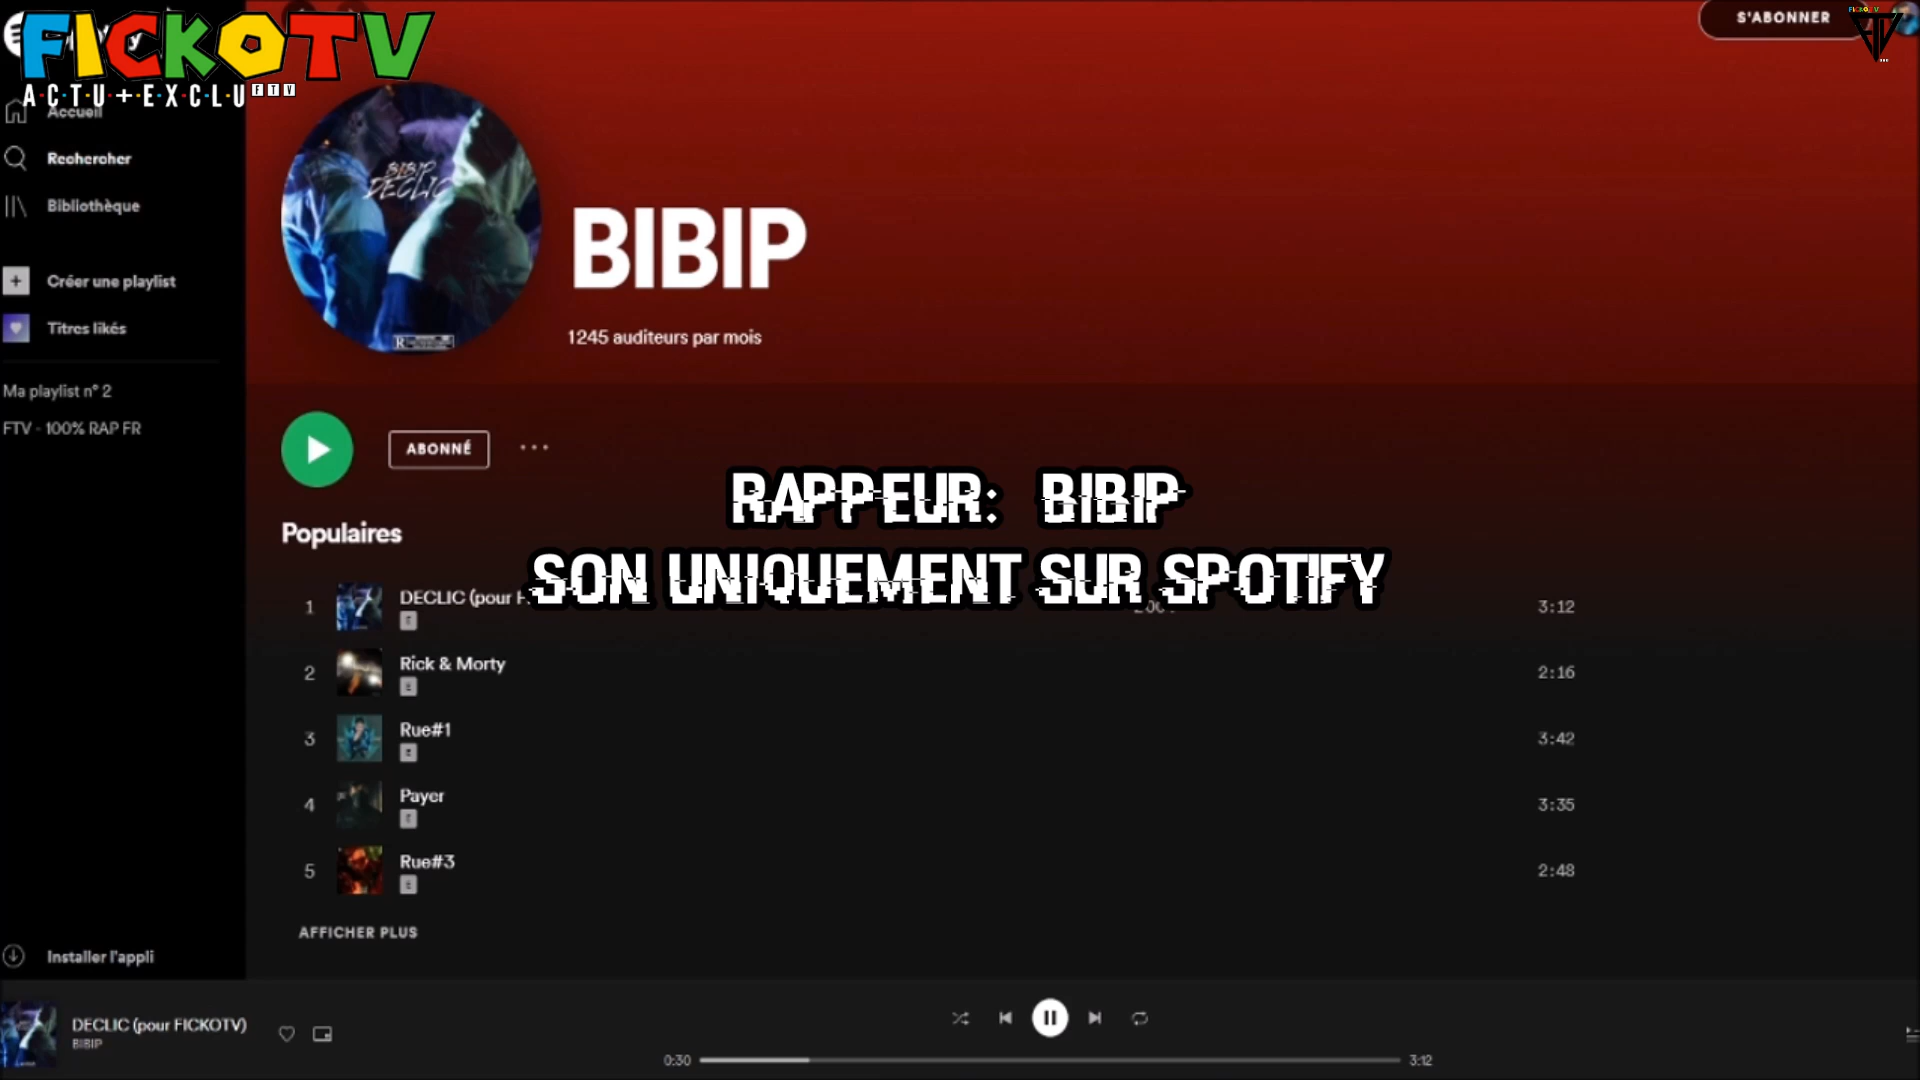 FICKOTV
ACTU+EXCLU FTV
S'ABONNER
Accueil
Rechercher
Bibliothèque
Créer une playlist
Titres likés
Ma playlist n° 2
FTV - 100% RAP FR
Installer l'appli
BIBIP
DECLIC
BIBIP
1245 auditeurs par mois
ABONNÉ
RAPPEUR: BIBIP
SON UNIQUEMENT SUR SPOTIFY
Populaires
1 DECLIC (pour 3:12
E
2 Rick & Morty 2:16
E
3 Rue#1 3:42
E
4 Payer 3:35
E
5 Rue#3 2:48
E
AFFICHER PLUS
DECLIC (pour FICKOTV)
BIBIP
0:30 3:12